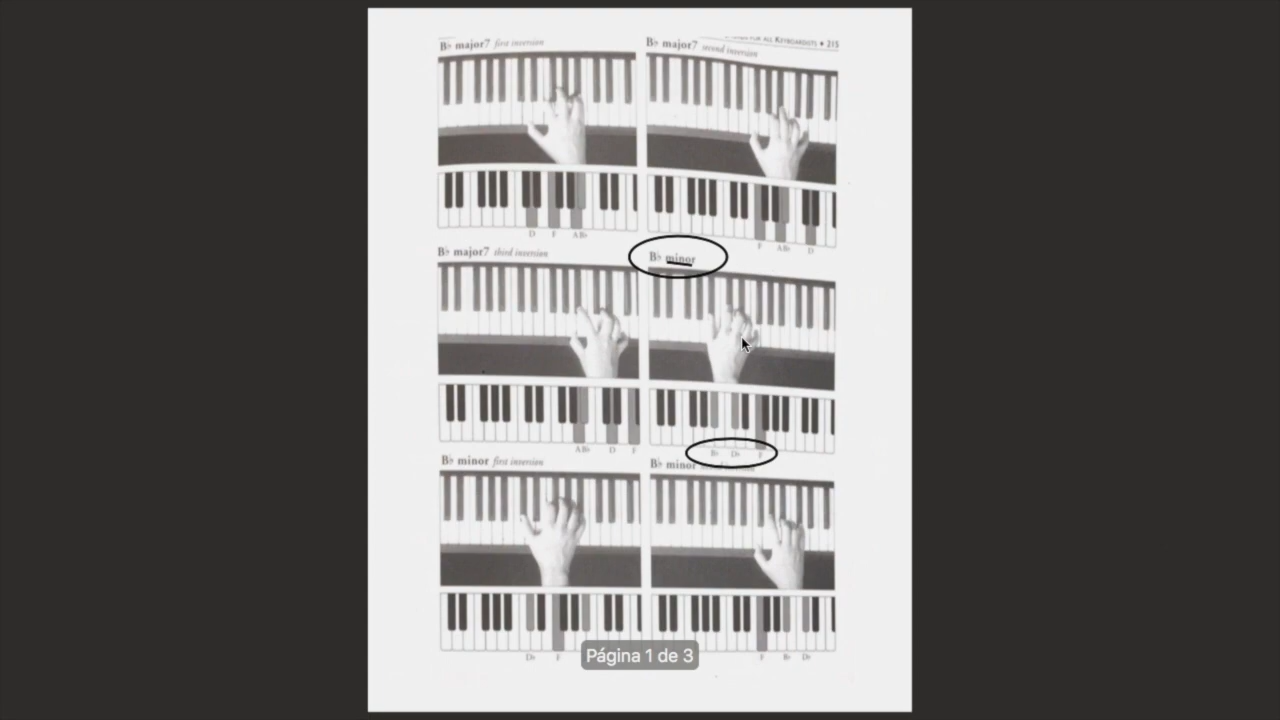 FOR ALL KEYBOARDISTS ♦ 215
B♭ major7 first inversion
B♭ major7 second inversion
D F A B♭
F A B♭ D
B♭ major7 third inversion
B♭ minor
A B♭ D F
B♭ D♭ F
B♭ minor first inversion
B♭ minor
D♭ F
F B♭ D♭
Página 1 de 3